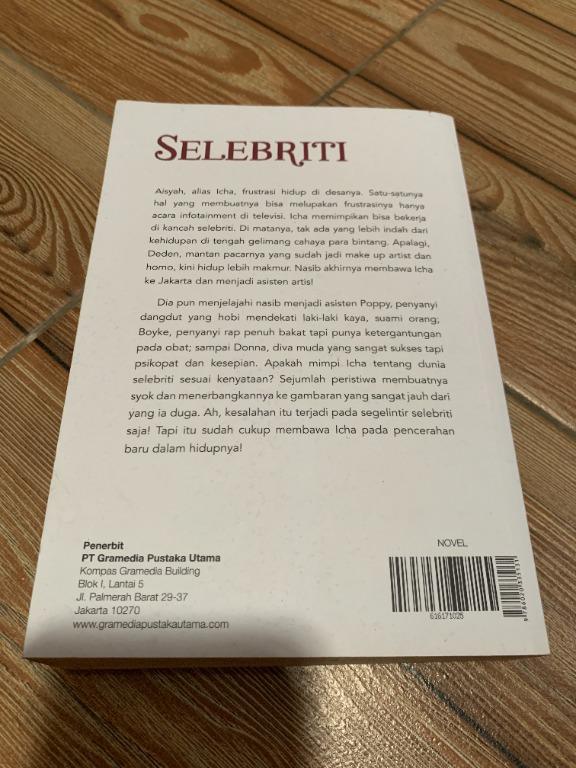 SELEBRITI
Aisyah, alias Icha, frustrasi hidup di desanya. Satu-satunya
hal yang membuatnya bisa melupakan frustrasinya hanya
acara infotainment di televisi. Icha memimpikan bisa bekerja
di kancah selebriti. Di matanya, tak ada yang lebih indah dari
kehidupan di tengah gelimang cahaya para bintang. Apalagi,
Deden, mantan pacarnya yang sudah jadi make up artist dan
homo, kini hidup lebih makmur. Nasib akhirnya membawa Icha
ke Jakarta dan menjadi asisten artis!
Dia pun menjelajahi nasib menjadi asisten Poppy, penyanyi
dangdut yang hobi mendekati laki-laki kaya, suami orang;
Boyke, penyanyi rap penuh bakat tapi punya ketergantungan
pada obat; sampai Donna, diva muda yang sangat sukses tapi
psikopat dan kesepian. Apakah mimpi Icha tentang dunia
selebriti sesuai kenyataan? Sejumlah peristiwa membuatnya
syok dan menerbangkannya ke gambaran yang sangat jauh dari
yang ia duga. Ah, kesalahan itu terjadi pada segelintir selebriti
saja! Tapi itu sudah cukup membawa Icha pada pencerahan
baru dalam hidupnya!
Penerbit
PT Gramedia Pustaka Utama
Kompas Gramedia Building
Blok I, Lantai 5
Jl. Palmerah Barat 29-37
Jakarta 10270
www.gramediapustakautama.com
NOVEL
616171028